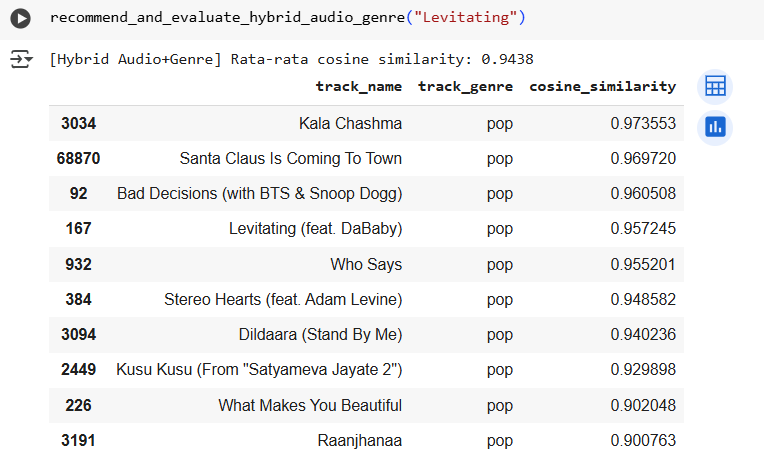 recommend_and_evaluate_hybrid_audio_genre("Levitating")
[Hybrid Audio+Genre] Rata-rata cosine similarity: 0.9438
track_name track_genre cosine_similarity
3034 Kala Chashma pop 0.973553
68870 Santa Claus Is Coming To Town pop 0.969720
92 Bad Decisions (with BTS & Snoop Dogg) pop 0.960508
167 Levitating (feat. DaBaby) pop 0.957245
932 Who Says pop 0.955201
384 Stereo Hearts (feat. Adam Levine) pop 0.948582
3094 Dildaara (Stand By Me) pop 0.940236
2449 Kusu Kusu (From "Satyameva Jayate 2") pop 0.929898
226 What Makes You Beautiful pop 0.902048
3191 Raanjhanaa pop 0.900763